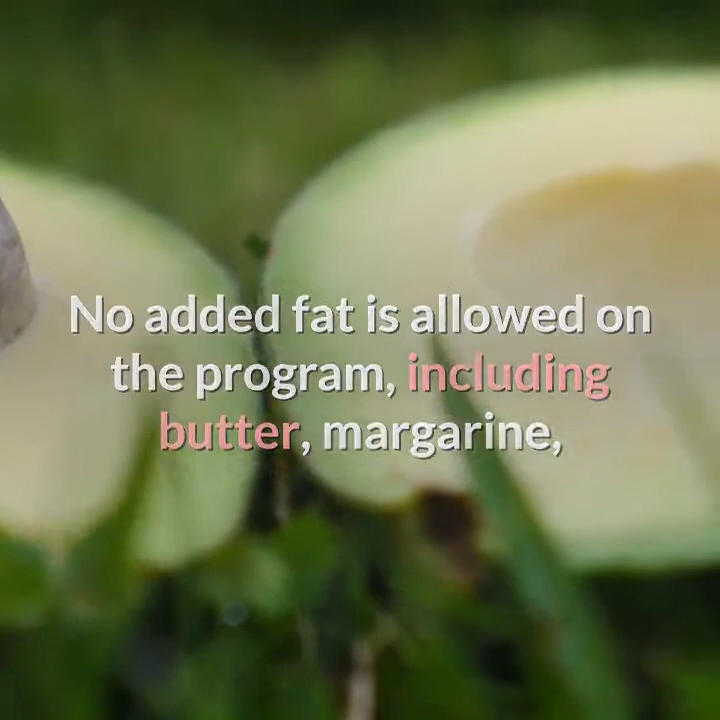 No added fat is allowed on
the program, including
butter, margarine,